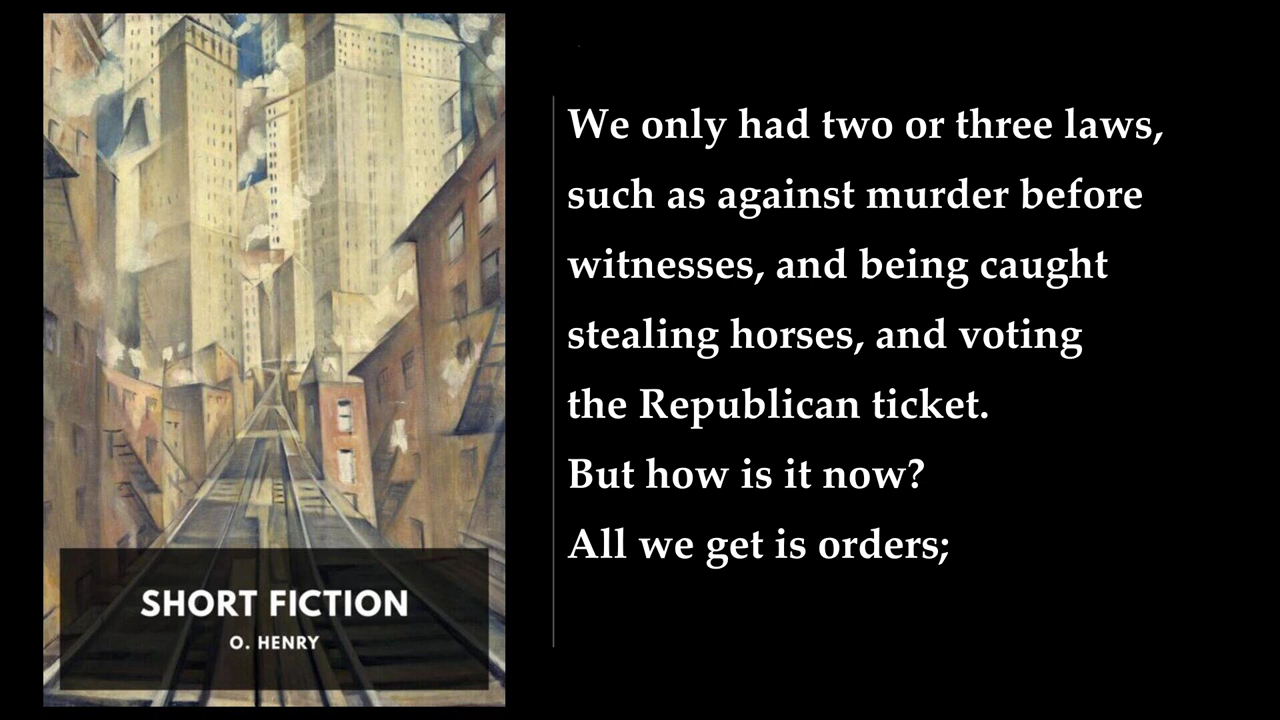 SHORT FICTION
O. HENRY
We only had two or three laws,
such as against murder before
witnesses, and being caught
stealing horses, and voting
the Republican ticket.
But how is it now?
All we get is orders;